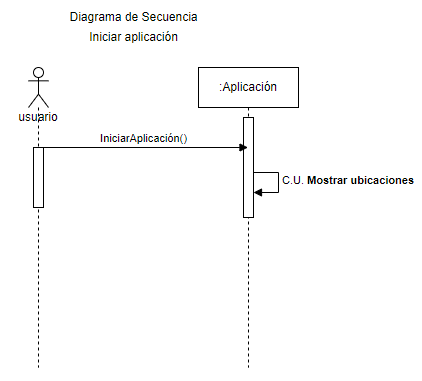 Diagrama de Secuencia
Iniciar aplicación
usuario
:Aplicación
IniciarAplicación()
C.U. Mostrar ubicaciones